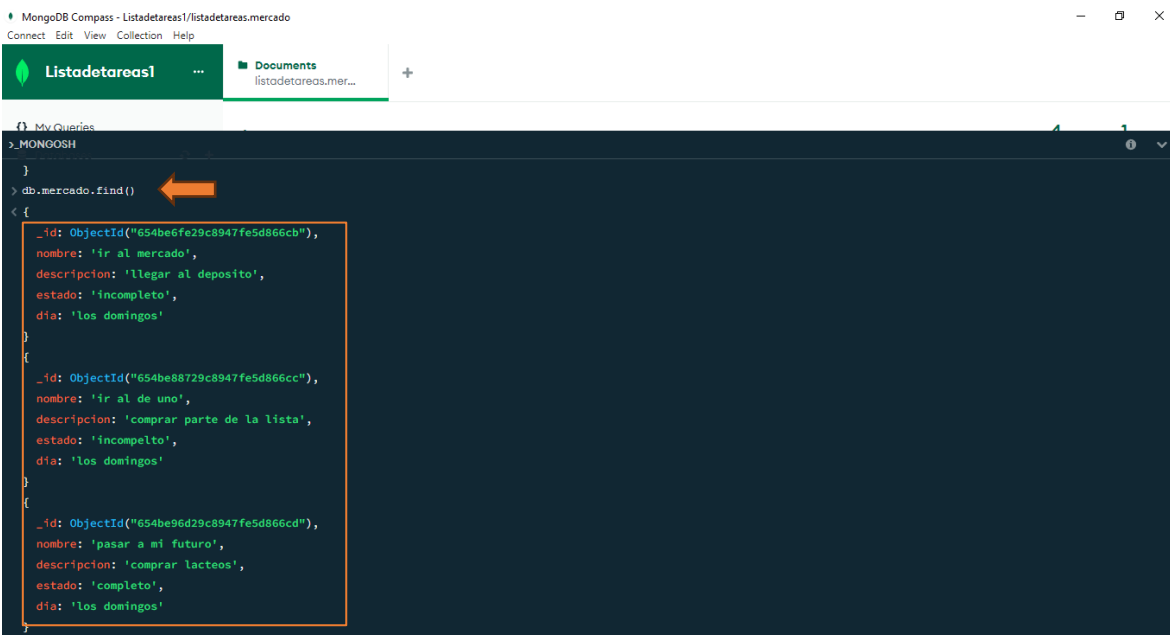 MongoDB Compass - Listadetareas1/listadetareas.mercado
Connect Edit View Collection Help
Listadetareas1 ...
Documents
listadetareas.mer...
{} My Queries
4 1
>_MONGOSH
}
> db.mercado.find()
< {
_id: ObjectId("654be6fe29c8947fe5d866cb"),
nombre: 'ir al mercado',
descripcion: 'llegar al deposito',
estado: 'incompleto',
dia: 'los domingos'
}
{
_id: ObjectId("654be88729c8947fe5d866cc"),
nombre: 'ir al de uno',
descripcion: 'comprar parte de la lista',
estado: 'incompelto',
dia: 'los domingos'
}
{
_id: ObjectId("654be96d29c8947fe5d866cd"),
nombre: 'pasar a mi futuro',
descripcion: 'comprar lacteos',
estado: 'completo',
dia: 'los domingos'
}